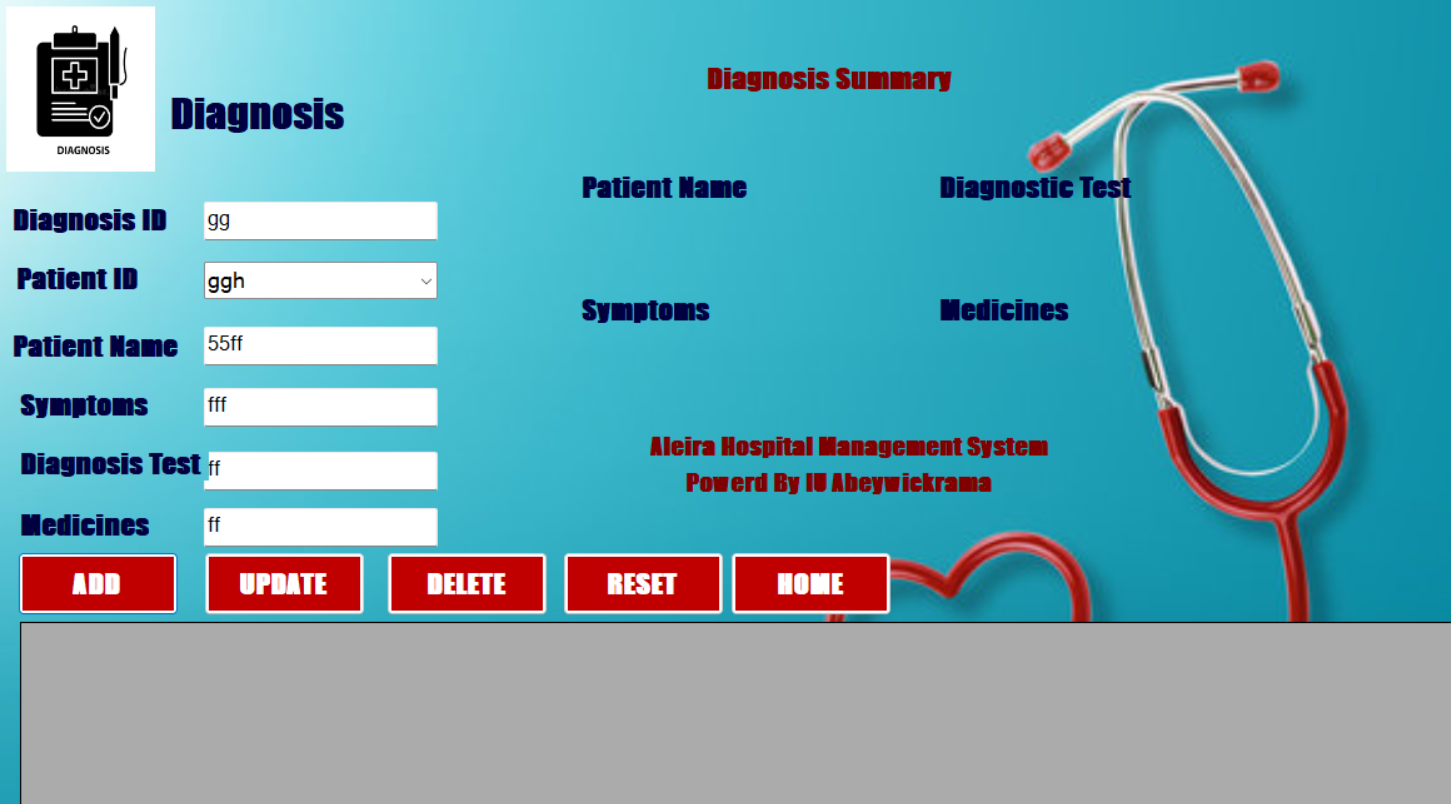 DIAGNOSIS
Diagnosis
Diagnosis ID gg
Patient ID ggh
Patient Name 55ff
Symptoms fff
Diagnosis Test ff
Medicines ff
Diagnosis Summary
Patient Name Diagnostic Test
Symptoms Medicines
Aleira Hospital Management System
Powerd By IU Abeywickrama
ADD UPDATE DELETE RESET HOME